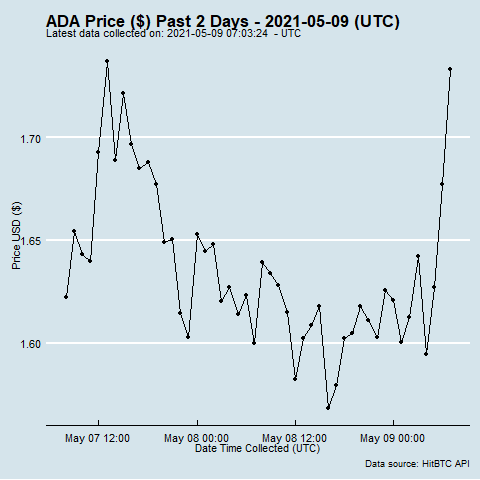 ADA Price ($) Past 2 Days - 2021-05-09 (UTC)
Latest data collected on: 2021-05-09 07:03:24 - UTC
1.70
1.65
1.60
Price USD ($)
May 07 12:00 May 08 00:00 May 08 12:00 May 09 00:00
Date Time Collected (UTC)
Data source: HitBTC API